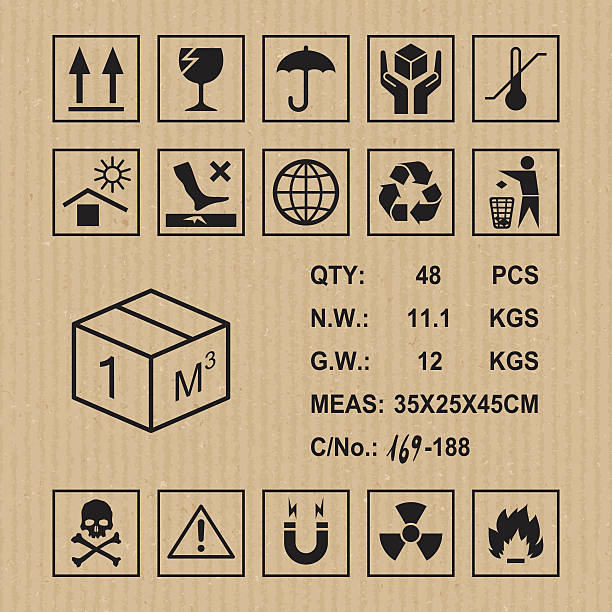 QTY: 48 PCS
N.W.: 11.1 KGS
G.W.: 12 KGS
MEAS: 35X25X45CM
C/No.: 169-188
1 M³